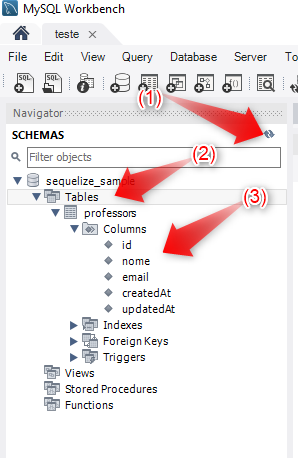 MySQL Workbench
teste
File Edit View Query Database Server To
(1)
Navigator
SCHEMAS
Filter objects
(2)
sequelize_sample
Tables
(3)
professors
Columns
id
nome
email
createdAt
updatedAt
Indexes
Foreign Keys
Triggers
Views
Stored Procedures
Functions